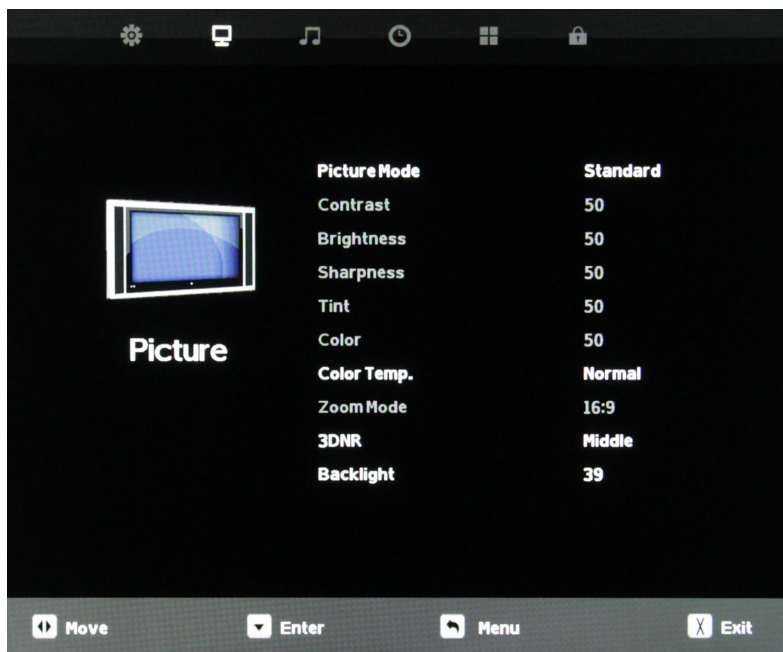 Picture Mode Standard
Contrast 50
Brightness 50
Sharpness 50
Tint 50
Color 50
Picture
Color Temp. Normal
Zoom Mode 16:9
3DNR Middle
Backlight 39
Move Enter Menu X Exit